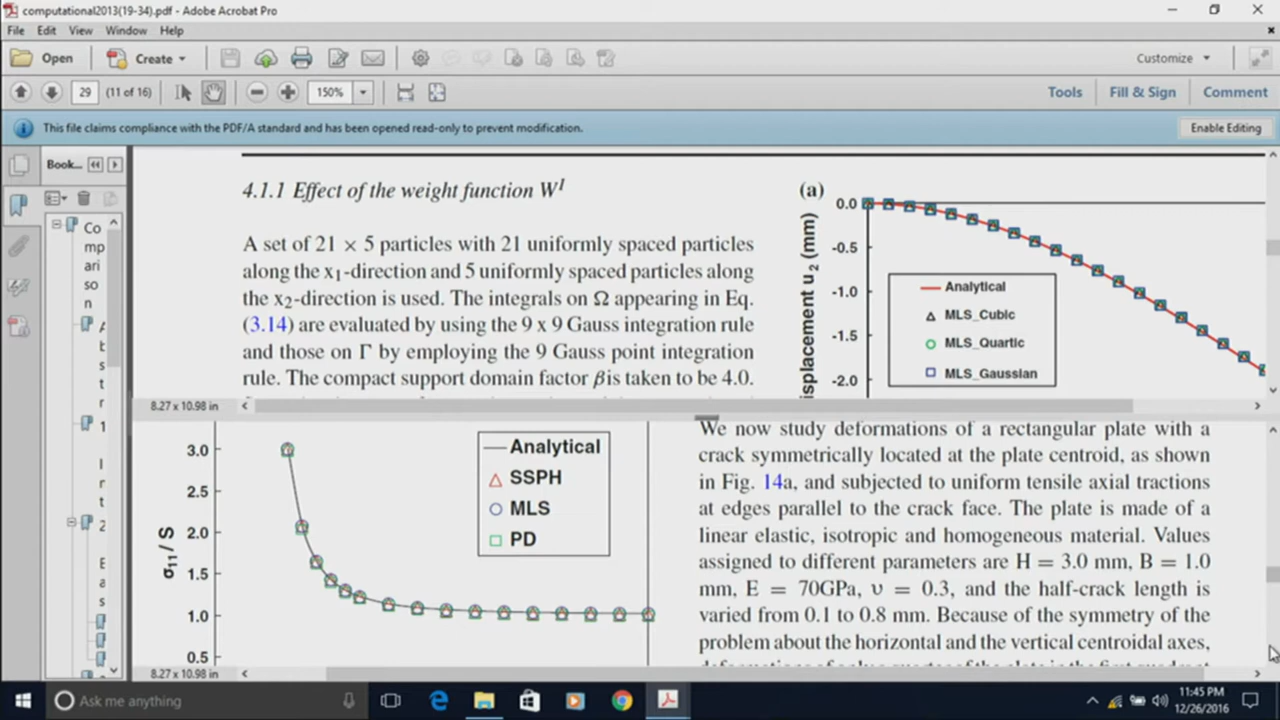 computational2013(19-34).pdf - Adobe Acrobat Pro
File Edit View Window Help
Open Create Customize
29 (11 of 16) 150% Tools Fill & Sign Comment
This file claims compliance with the PDF/A standard and has been opened read-only to prevent modification. Enable Editing
Book...
Co
mp
ari
so
n
b
s
t
r
1
I
n
t
2
E
a
s
4.1.1 Effect of the weight function W^I
A set of 21 × 5 particles with 21 uniformly spaced particles
along the x₁-direction and 5 uniformly spaced particles along
the x₂-direction is used. The integrals on Ω appearing in Eq.
(3.14) are evaluated by using the 9 x 9 Gauss integration rule
and those on Γ by employing the 9 Gauss point integration
rule. The compact support domain factor β is taken to be 4.0.
(a)
isplacement u₂ (mm)
0.0
-0.5
-1.0
-1.5
-2.0
Analytical
MLS_Cubic
MLS_Quartic
MLS_Gaussian
8.27 x 10.98 in
σ₁₁ / S
3.0
2.5
2.0
1.5
1.0
0.5
Analytical
SSPH
MLS
PD
We now study deformations of a rectangular plate with a
crack symmetrically located at the plate centroid, as shown
in Fig. 14a, and subjected to uniform tensile axial tractions
at edges parallel to the crack face. The plate is made of a
linear elastic, isotropic and homogeneous material. Values
assigned to different parameters are H = 3.0 mm, B = 1.0
mm, E = 70GPa, υ = 0.3, and the half-crack length is
varied from 0.1 to 0.8 mm. Because of the symmetry of the
problem about the horizontal and the vertical centroidal axes,
8.27 x 10.98 in
Ask me anything
11:45 PM
12/26/2016